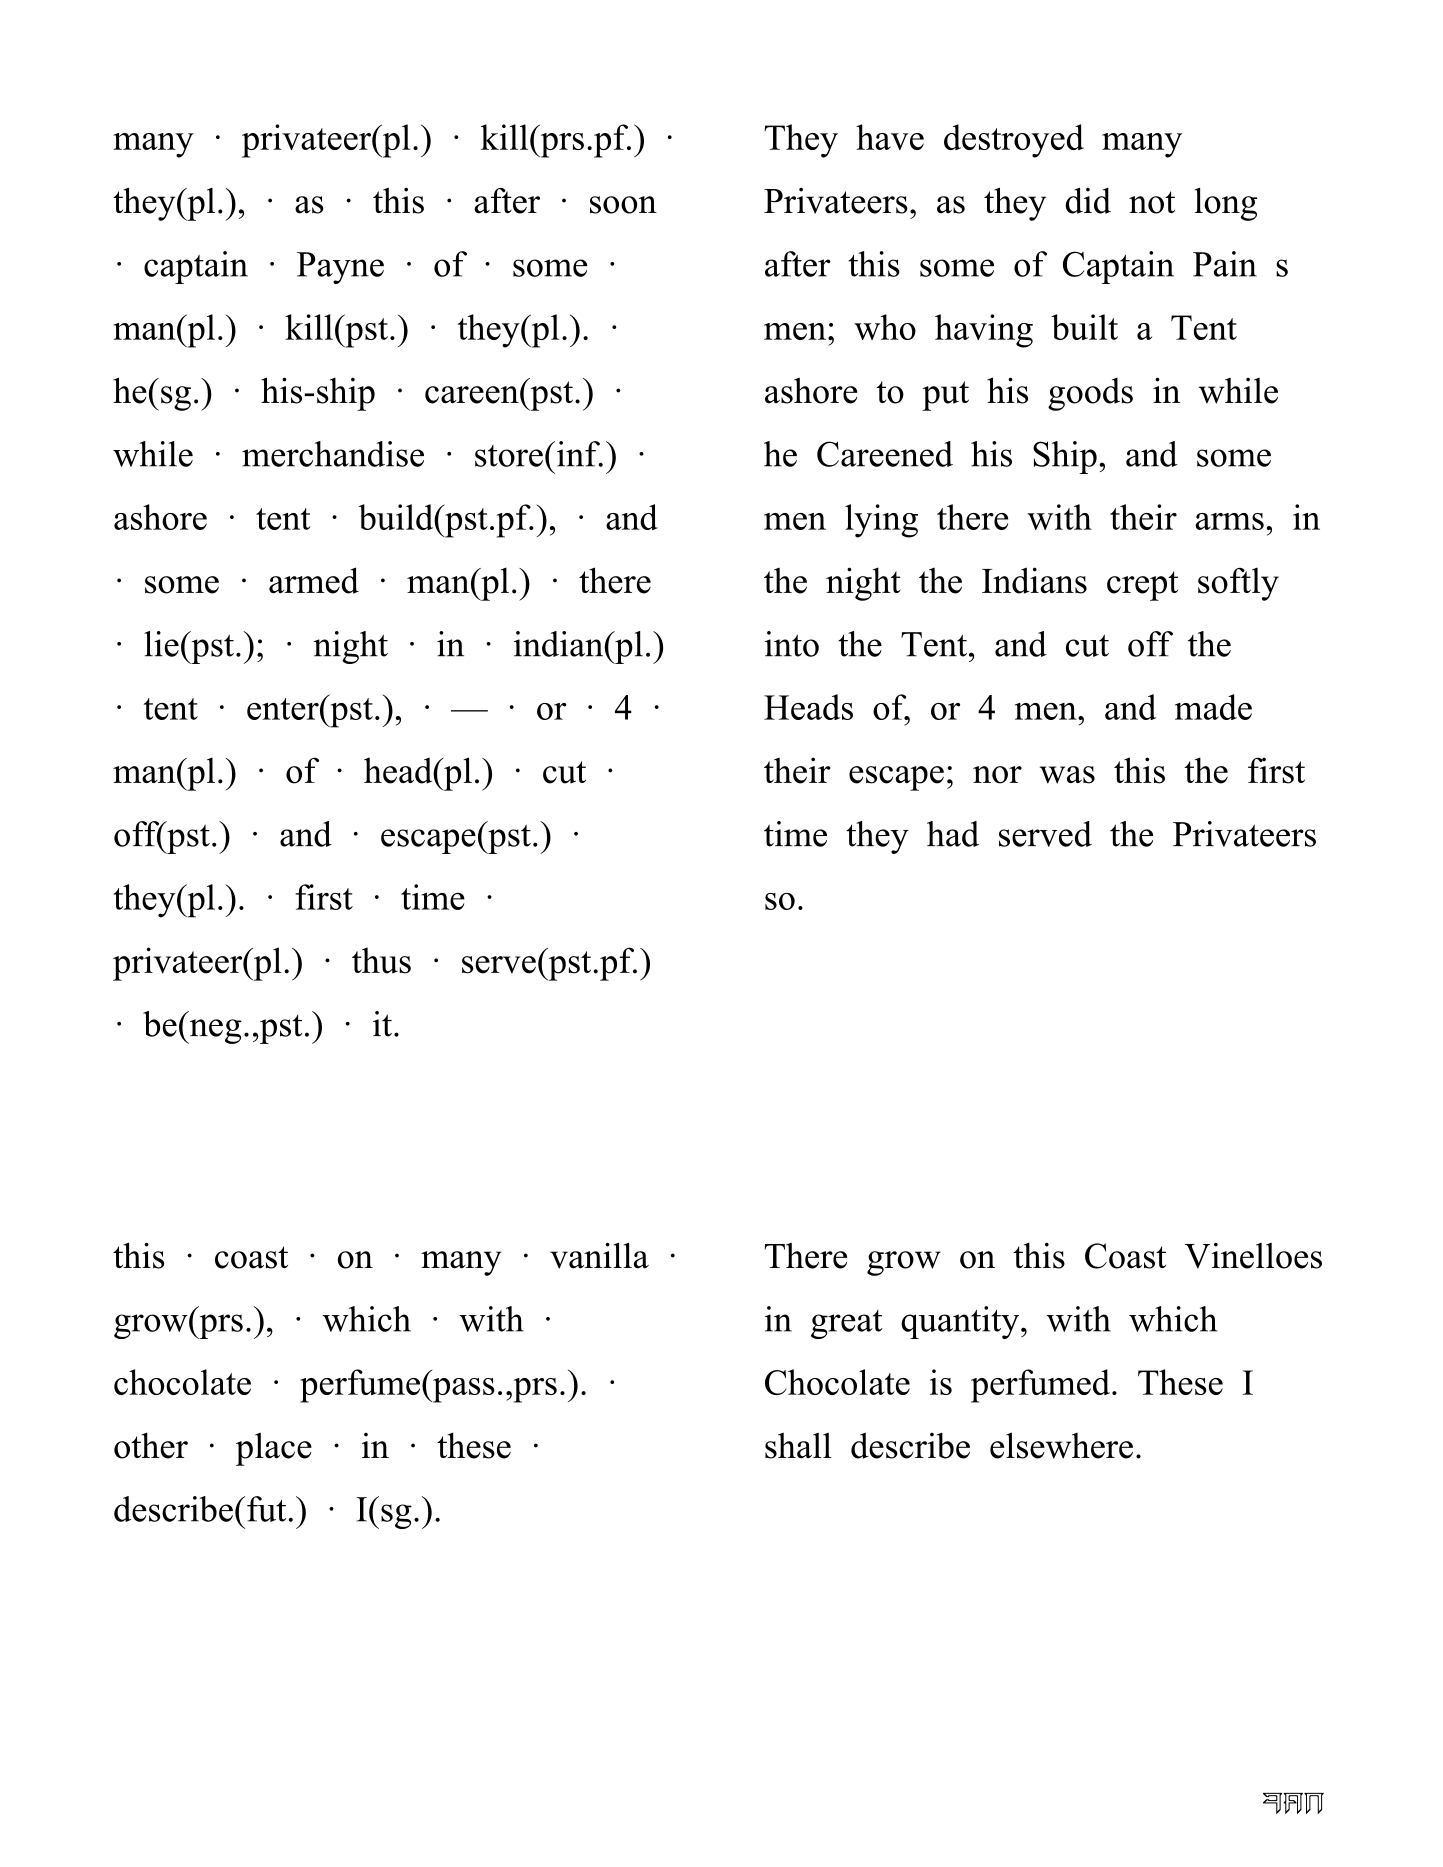 many · privateer(pl.) · kill(prs.pf.) ·
they(pl.), · as · this · after · soon
· captain · Payne · of · some ·
man(pl.) · kill(pst.) · they(pl.). ·
he(sg.) · his-ship · careen(pst.) ·
while · merchandise · store(inf.) ·
ashore · tent · build(pst.pf.), · and
· some · armed · man(pl.) · there
· lie(pst.); · night · in · indian(pl.)
· tent · enter(pst.), · — · or · 4 ·
man(pl.) · of · head(pl.) · cut ·
off(pst.) · and · escape(pst.) ·
they(pl.). · first · time ·
privateer(pl.) · thus · serve(pst.pf.)
· be(neg.,pst.) · it.
They have destroyed many
Privateers, as they did not long
after this some of Captain Pain s
men; who having built a Tent
ashore to put his goods in while
he Careened his Ship, and some
men lying there with their arms, in
the night the Indians crept softly
into the Tent, and cut off the
Heads of, or 4 men, and made
their escape; nor was this the first
time they had served the Privateers
so.
this · coast · on · many · vanilla ·
grow(prs.), · which · with ·
chocolate · perfume(pass.,prs.). ·
other · place · in · these ·
describe(fut.) · I(sg.).
There grow on this Coast Vinelloes
in great quantity, with which
Chocolate is perfumed. These I
shall describe elsewhere.